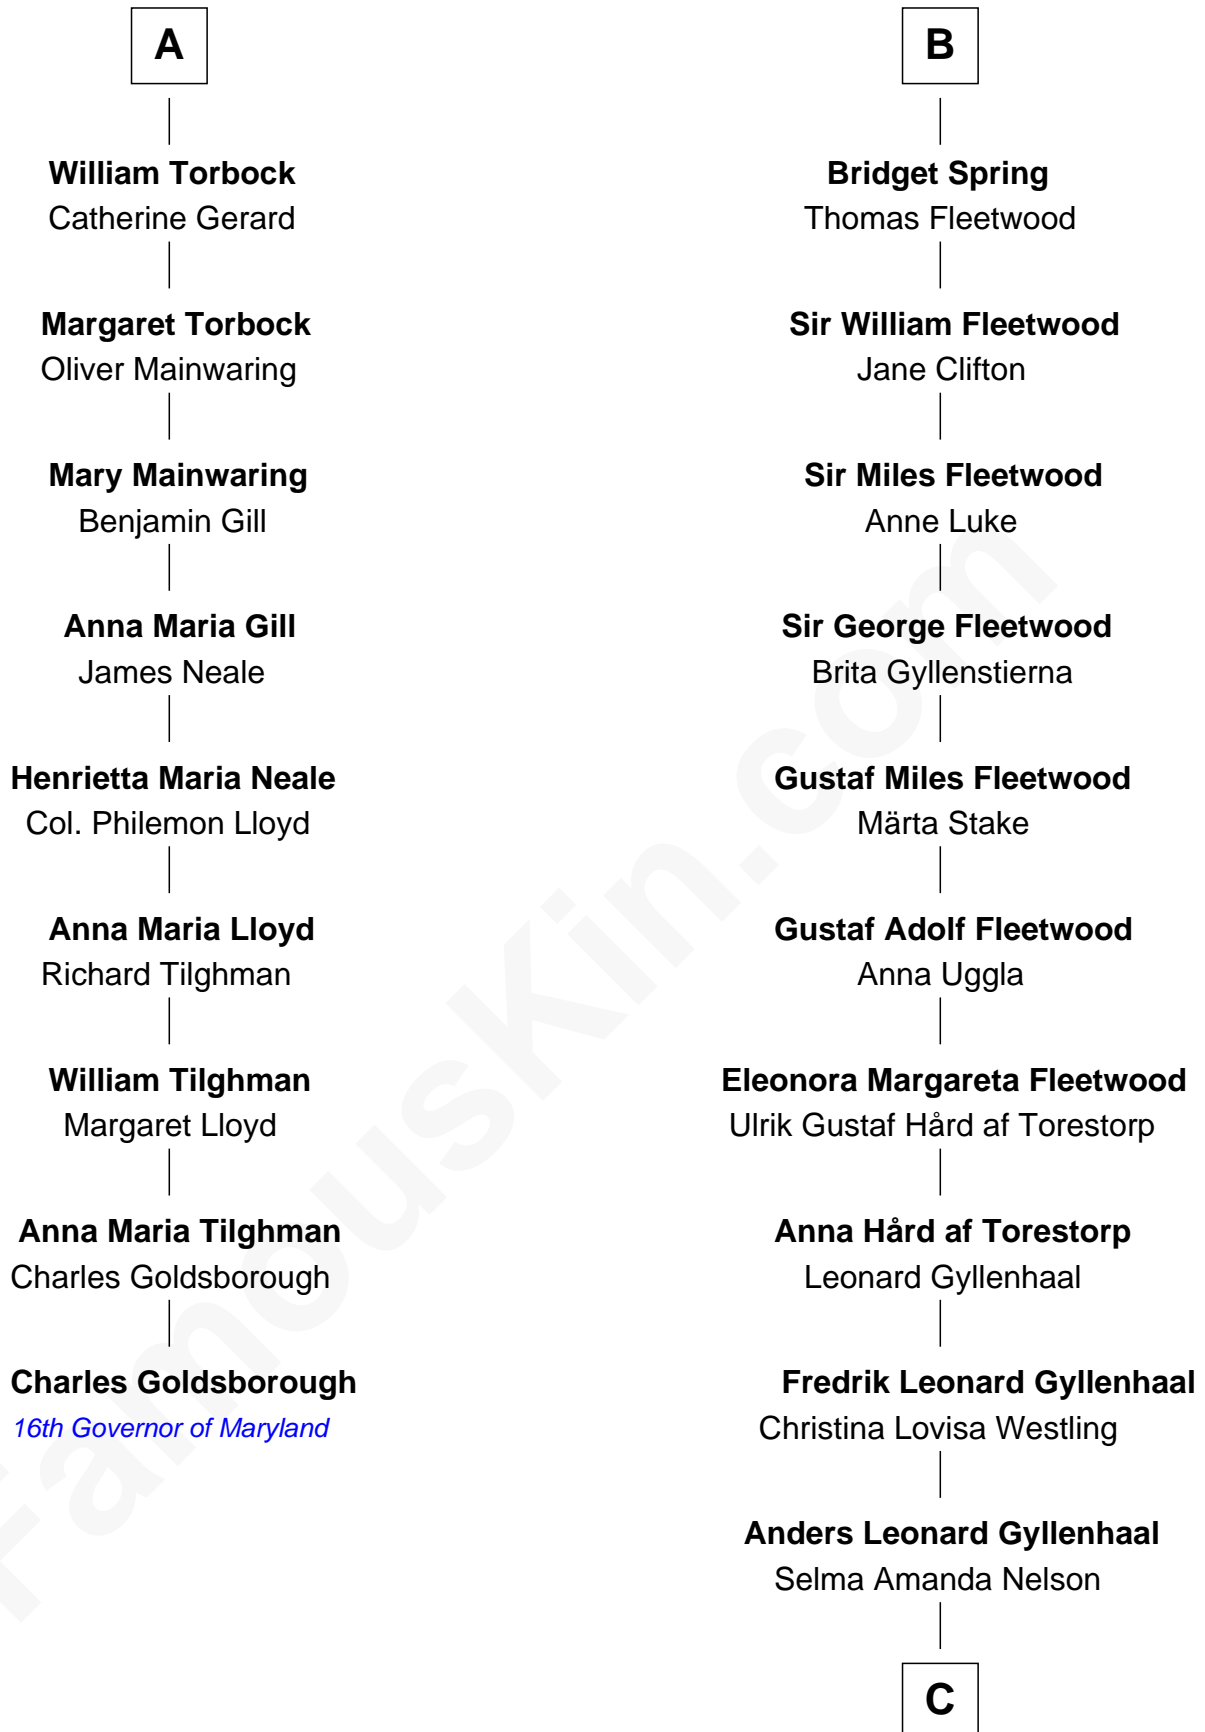 A
William Torbock
Catherine Gerard
Margaret Torbock
Oliver Mainwaring
Mary Mainwaring
Benjamin Gill
Anna Maria Gill
James Neale
Henrietta Maria Neale
Col. Philemon Lloyd
Anna Maria Lloyd
Richard Tilghman
William Tilghman
Margaret Lloyd
Anna Maria Tilghman
Charles Goldsborough
Charles Goldsborough
16th Governor of Maryland
B
Bridget Spring
Thomas Fleetwood
Sir William Fleetwood
Jane Clifton
Sir Miles Fleetwood
Anne Luke
Sir George Fleetwood
Brita Gyllenstierna
Gustaf Miles Fleetwood
Märta Stake
Gustaf Adolf Fleetwood
Anna Uggla
Eleonora Margareta Fleetwood
Ulrik Gustaf Hård af Torestorp
Anna Hård af Torestorp
Leonard Gyllenhaal
Fredrik Leonard Gyllenhaal
Christina Lovisa Westling
Anders Leonard Gyllenhaal
Selma Amanda Nelson
C
FamousKin.com